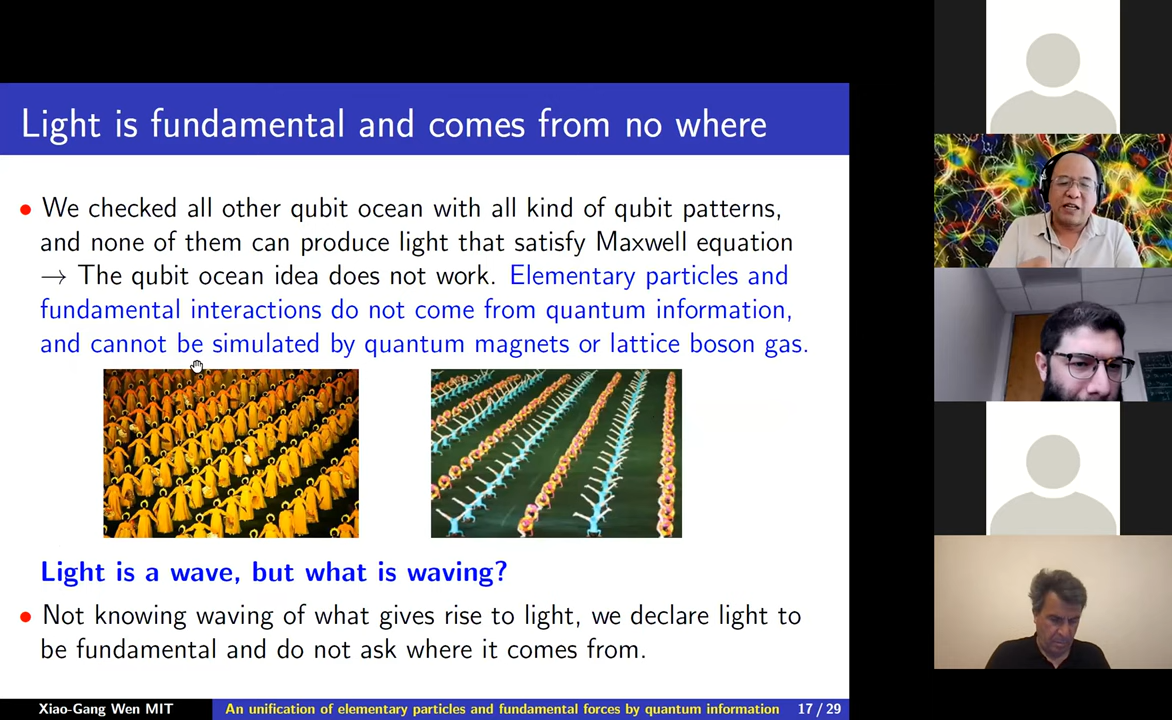 Light is fundamental and comes from no where
• We checked all other qubit ocean with all kind of qubit patterns,
and none of them can produce light that satisfy Maxwell equation
→ The qubit ocean idea does not work. Elementary particles and
fundamental interactions do not come from quantum information,
and cannot be simulated by quantum magnets or lattice boson gas.
Light is a wave, but what is waving?
• Not knowing waving of what gives rise to light, we declare light to
be fundamental and do not ask where it comes from.
Xiao-Gang Wen MIT An unification of elementary particles and fundamental forces by quantum information 17 / 29